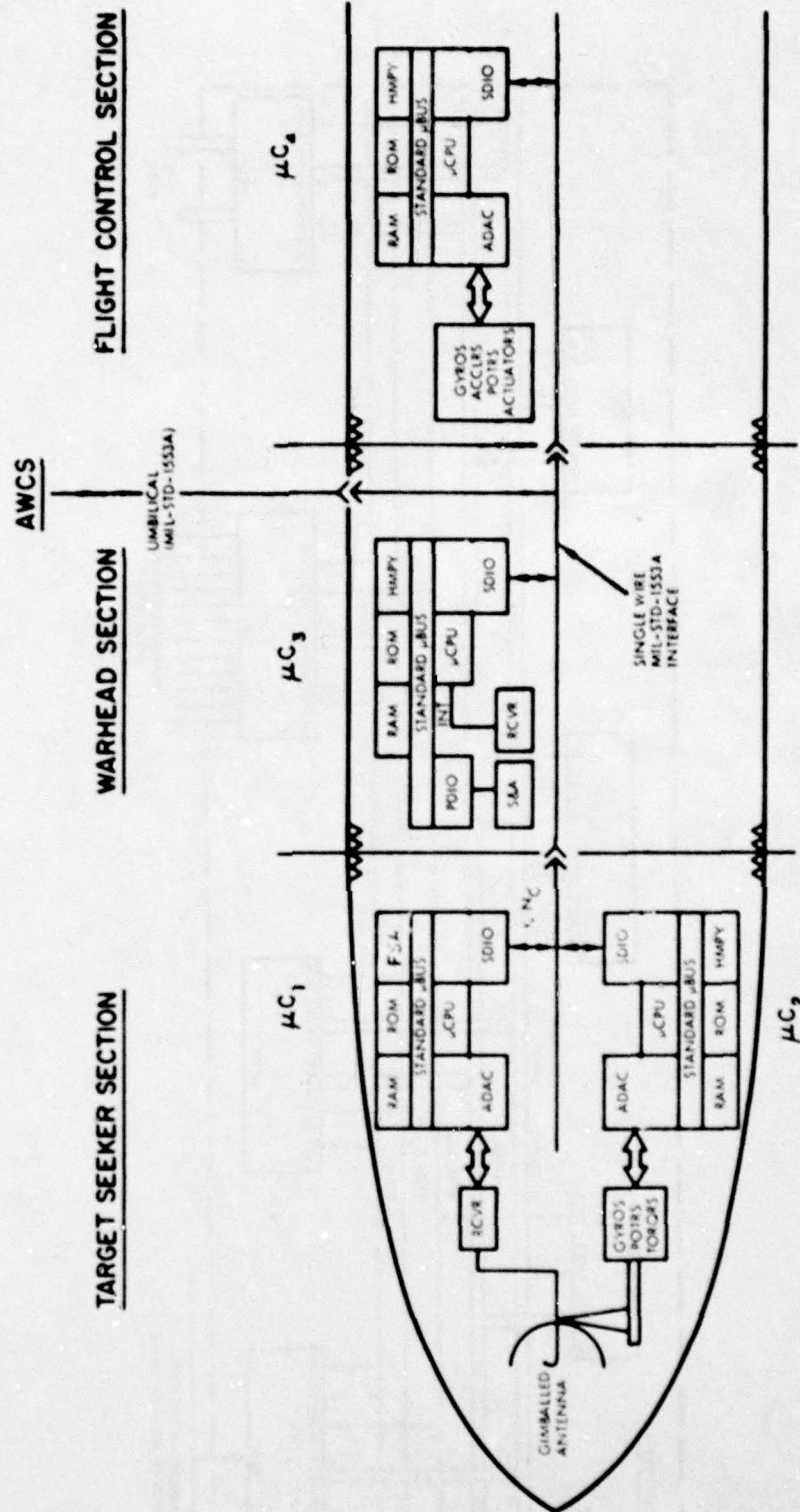 AWCS
UMBILICAL
(MIL-STD-1553A)
TARGET SEEKER SECTION
WARHEAD SECTION
FLIGHT CONTROL SECTION
μC1
RAM ROM
STANDARD μBUS
μCPU
ADAC
SDIO
RCVR
GIMBALLED
ANTENNA
GYROS
POTRS
TORQRS
ADAC
μCPU
SDIO
STANDARD μBUS
RAM ROM HMPY
μC2
μC3
RAM ROM HMPY
STANDARD μBUS
INT
μCPU
PDIO
SDIO
S&A
RCVR
SINGLE WIRE
MIL-STD-1553A
INTERFACE
μC4
RAM ROM HMPY
STANDARD μBUS
μCPU
ADAC
SDIO
GYROS
ACCLRS
POTRS
ACTUATORS